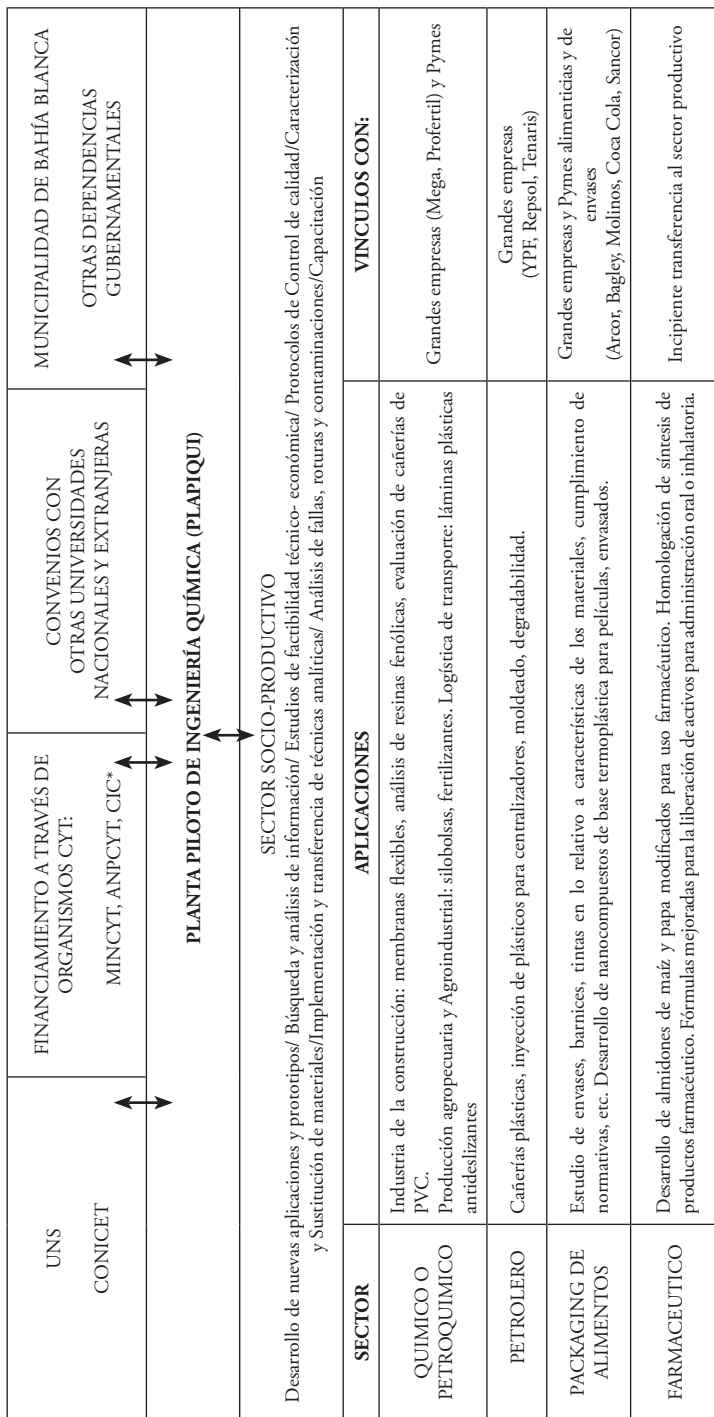 UNS
CONICET
FINANCIAMIENTO A TRAVÉS DE
ORGANISMOS CYT:
MINCYT, ANPCYT, CIC*
CONVENIOS CON
OTRAS UNIVERSIDADES
NACIONALES Y EXTRANJERAS
MUNICIPALIDAD DE BAHÍA BLANCA
OTRAS DEPENDENCIAS
GUBERNAMENTALES
PLANTA PILOTO DE INGENIERÍA QUÍMICA (PLAPIQUI)
SECTOR SOCIO-PRODUCTIVO
Desarrollo de nuevas aplicaciones y prototipos/ Búsqueda y análisis de información/ Estudios de factibilidad técnico- económica/ Protocolos de Control de calidad/Caracterización
y Sustitución de materiales/Implementación y transferencia de técnicas analíticas/ Análisis de fallas, roturas y contaminaciones/Capacitación
SECTOR
APLICACIONES
VINCULOS CON:
QUIMICO O
PETROQUIMICO
Industria de la construcción: membranas flexibles, análisis de resinas fenólicas, evaluación de cañerías de
PVC.
Producción agropecuaria y Agroindustrial: silobolsas, fertilizantes. Logística de transporte: láminas plásticas
antideslizantes
Grandes empresas (Mega, Profertil) y Pymes
PETROLERO
Cañerías plásticas, inyección de plásticos para centralizadores, moldeado, degradabilidad.
Grandes empresas
(YPF, Repsol, Tenaris)
PACKAGING DE
ALIMENTOS
Estudio de envases, barnices, tintas en lo relativo a características de los materiales, cumplimiento de
normativas, etc. Desarrollo de nanocompuestos de base termoplástica para películas, envasados.
Grandes empresas y Pymes alimenticias y de
envases
(Arcor, Bagley, Molinos, Coca Cola, Sancor)
FARMACEUTICO
Desarrollo de almidones de maíz y papa modificados para uso farmacéutico. Homologación de síntesis de
productos farmacéutico. Fórmulas mejoradas para la liberación de activos para administración oral o inhalatoria.
Incipiente transferencia al sector productivo